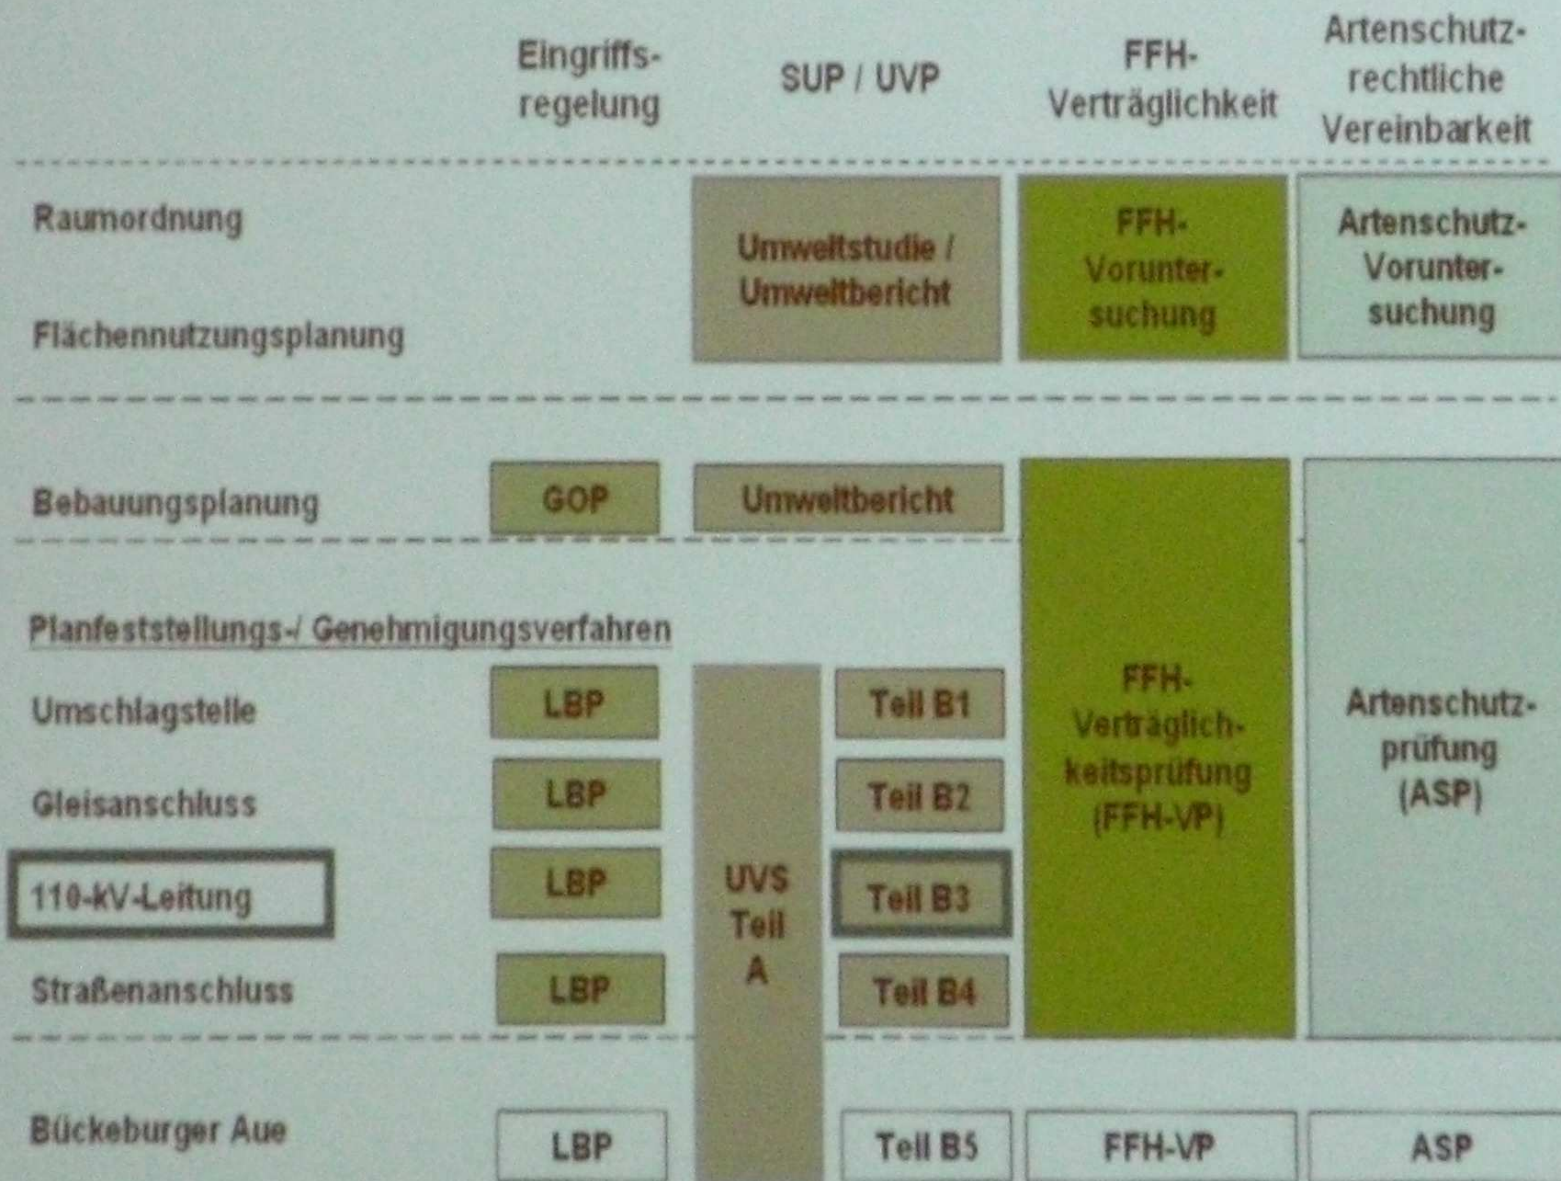 Eingriffs-
regelung
SUP / UVP
FFH-
Verträglichkeit
Artenschutz-
rechtliche
Vereinbarkeit
Raumordnung
Flächennutzungsplanung
Umweltstudie /
Umweltbericht
FFH-
Vorunter-
suchung
Artenschutz-
Vorunter-
suchung
Bebauungsplanung
GOP
Umweltbericht
Planfeststellungs-/ Genehmigungsverfahren
Umschlagstelle
LBP
Teil B1
Gleisanschluss
LBP
Teil B2
110-kV-Leitung
LBP
Teil B3
Straßenanschluss
LBP
Teil B4
UVS
Teil
A
FFH-
Verträglich-
keitsprüfung
(FFH-VP)
Artenschutz-
prüfung
(ASP)
Bückeburger Aue
LBP
Teil B5
FFH-VP
ASP